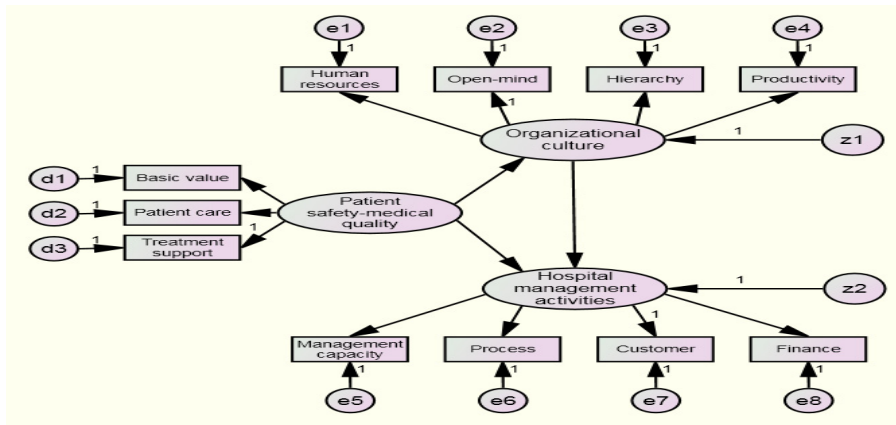 e1
e2
e3
e4
1
1
1
1
Human
resources
Open-mind
Hierarchy
Productivity
1
Organizational
culture
1
z1
d1
1
Basic value
d2
1
Patient care
d3
1
Treatment
support
1
Patient
safety-medical
quality
Hospital
management
activities
1
z2
1
Management
capacity
Process
Customer
Finance
1
1
1
1
e5
e6
e7
e8